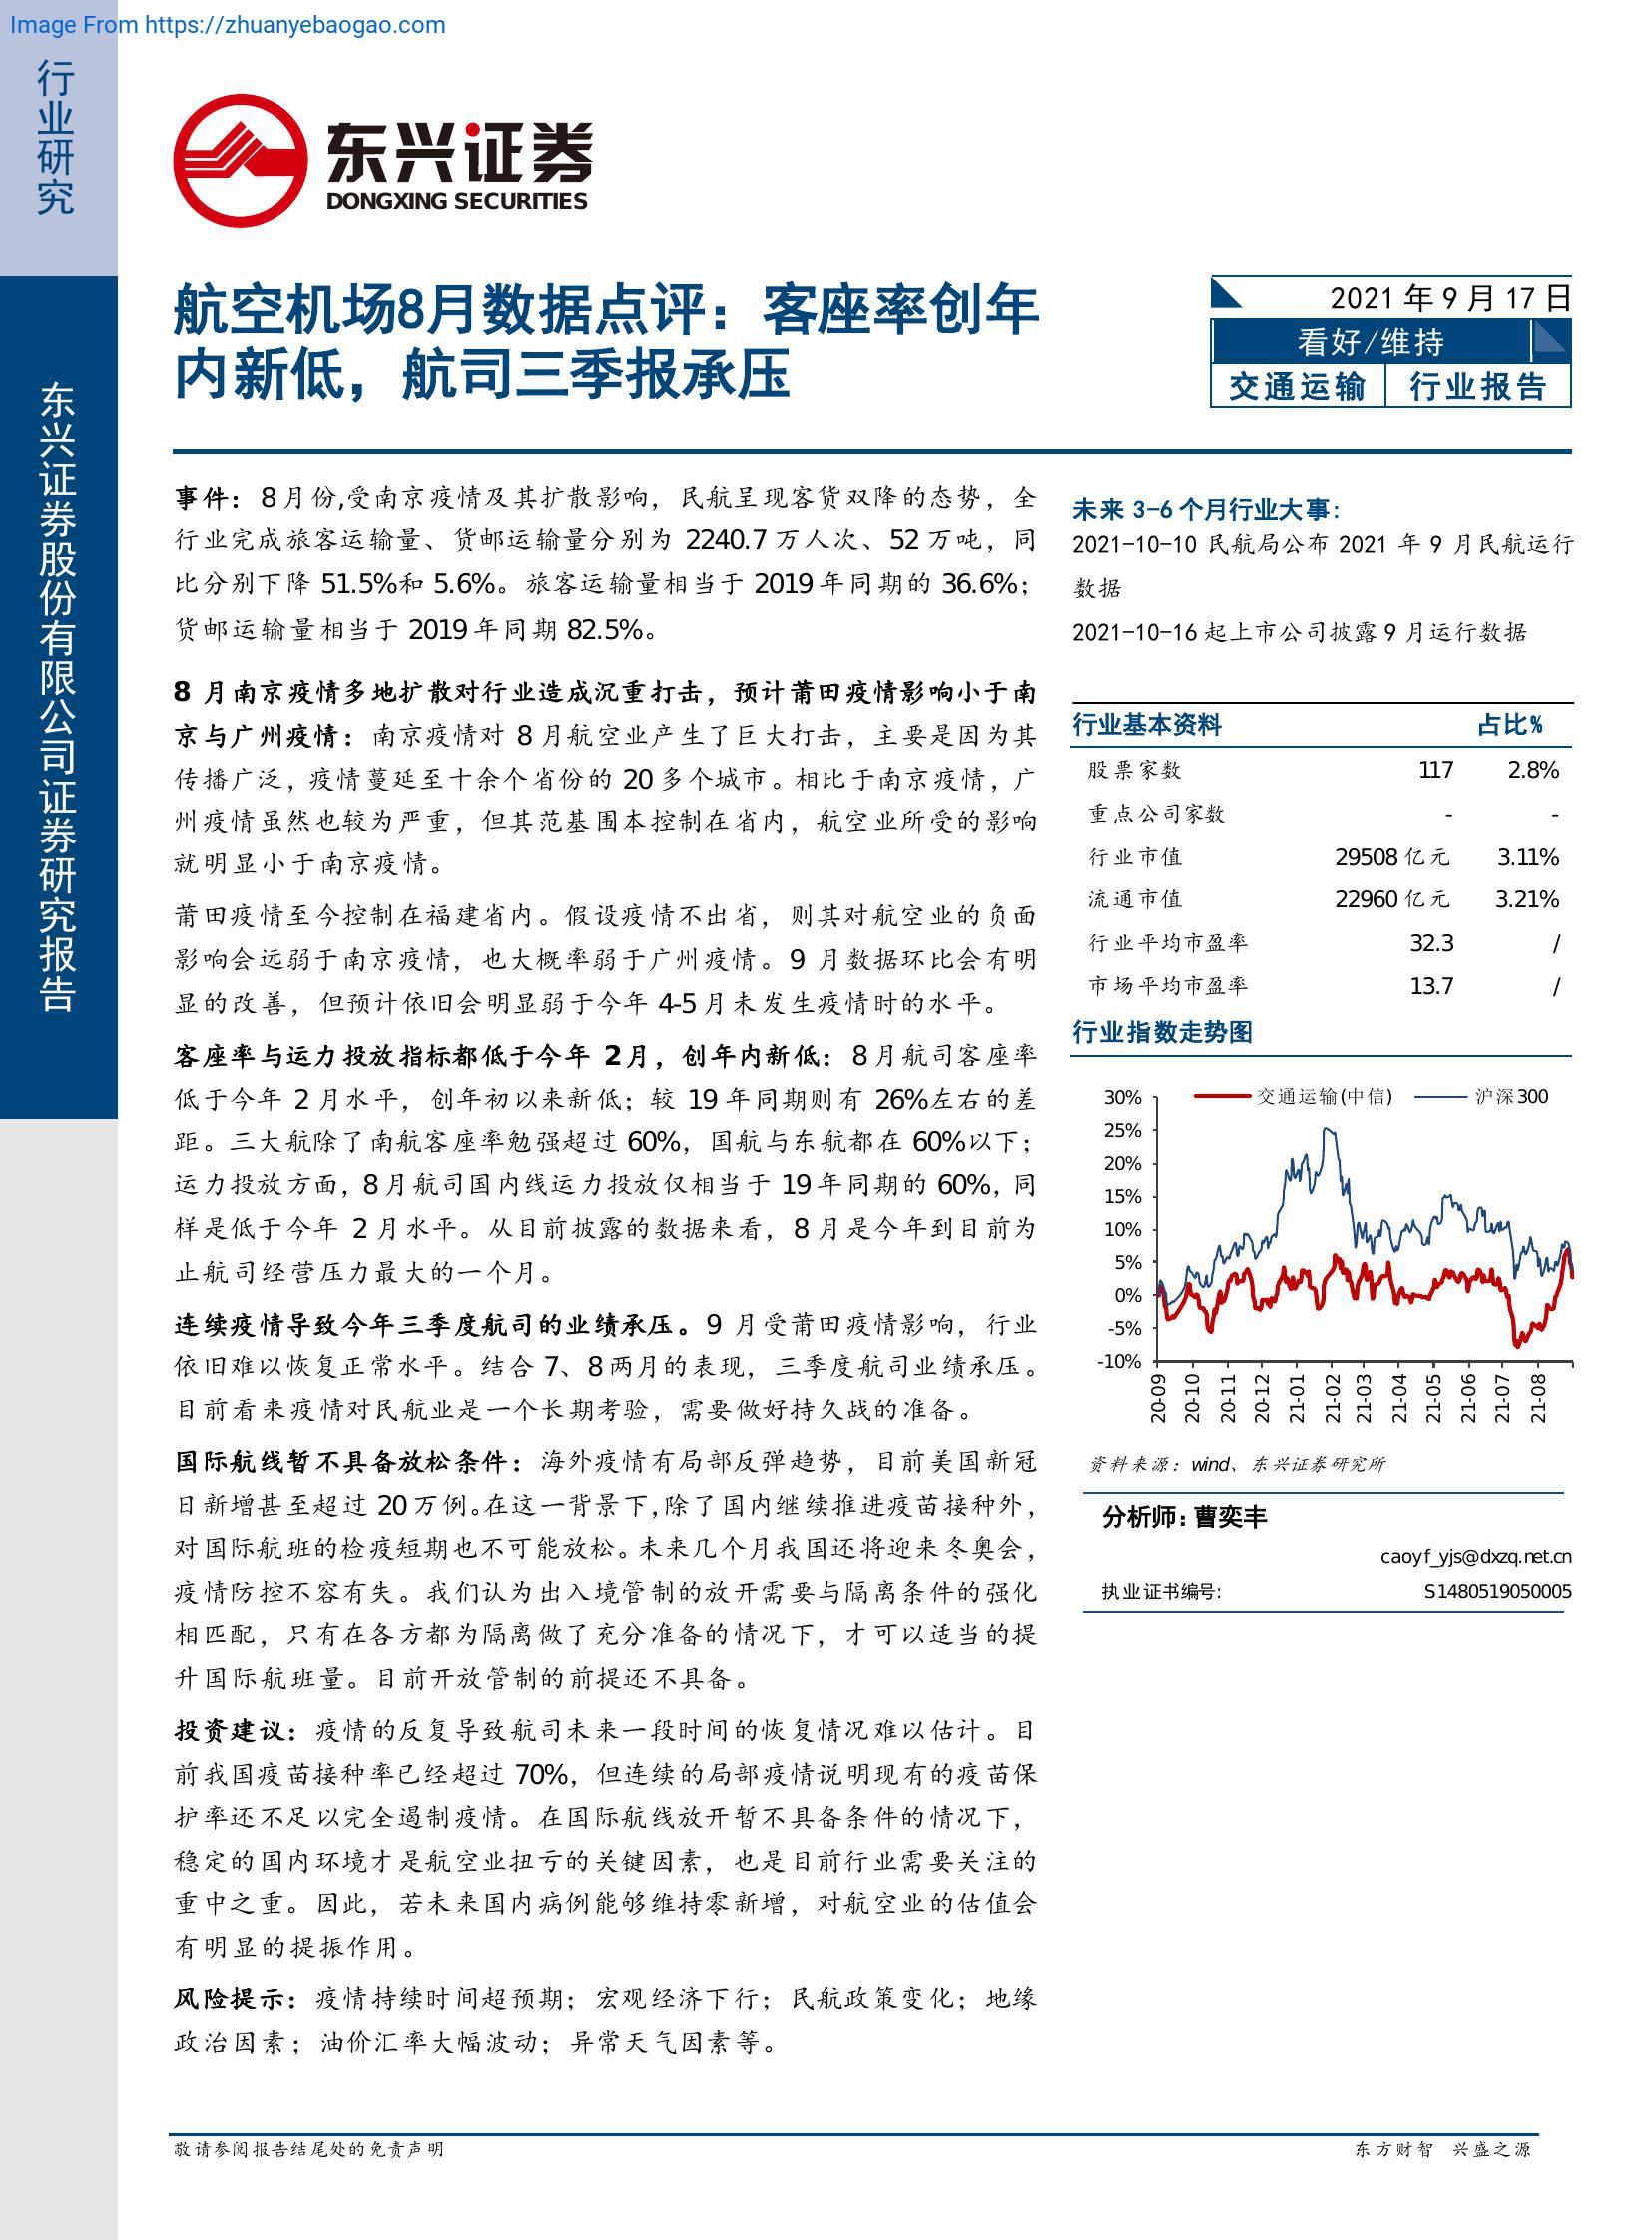 Image From https://zhuanyebaogao.com
行业研究
东兴证券股份有限公司证券研究报告
东兴证券
DONGXING SECURITIES
航空机场8月数据点评：客座率创年
内新低，航司三季报承压
2021 年 9 月 17 日
看好/维持
交通运输 行业报告
事件：8 月份,受南京疫情及其扩散影响，民航呈现客货双降的态势，全
行业完成旅客运输量、货邮运输量分别为 2240.7 万人次、52 万吨，同
比分别下降 51.5%和 5.6%。旅客运输量相当于 2019 年同期的 36.6%；
货邮运输量相当于 2019 年同期 82.5%。
8 月南京疫情多地扩散对行业造成沉重打击，预计莆田疫情影响小于南
京与广州疫情：南京疫情对 8 月航空业产生了巨大打击，主要是因为其
传播广泛，疫情蔓延至十余个省份的 20 多个城市。相比于南京疫情，广
州疫情虽然也较为严重，但其范基围本控制在省内，航空业所受的影响
就明显小于南京疫情。
莆田疫情至今控制在福建省内。假设疫情不出省，则其对航空业的负面
影响会远弱于南京疫情，也大概率弱于广州疫情。9 月数据环比会有明
显的改善，但预计依旧会明显弱于今年 4-5 月未发生疫情时的水平。
客座率与运力投放指标都低于今年 2 月，创年内新低：8 月航司客座率
低于今年 2 月水平，创年初以来新低；较 19 年同期则有 26%左右的差
距。三大航除了南航客座率勉强超过 60%，国航与东航都在 60%以下；
运力投放方面，8 月航司国内线运力投放仅相当于 19 年同期的 60%，同
样是低于今年 2 月水平。从目前披露的数据来看，8 月是今年到目前为
止航司经营压力最大的一个月。
连续疫情导致今年三季度航司的业绩承压。9 月受莆田疫情影响，行业
依旧难以恢复正常水平。结合 7、8 两月的表现，三季度航司业绩承压。
目前看来疫情对民航业是一个长期考验，需要做好持久战的准备。
国际航线暂不具备放松条件：海外疫情有局部反弹趋势，目前美国新冠
日新增甚至超过 20 万例。在这一背景下，除了国内继续推进疫苗接种外，
对国际航班的检疫短期也不可能放松。未来几个月我国还将迎来冬奥会，
疫情防控不容有失。我们认为出入境管制的放开需要与隔离条件的强化
相匹配，只有在各方都为隔离做了充分准备的情况下，才可以适当的提
升国际航班量。目前开放管制的前提还不具备。
投资建议：疫情的反复导致航司未来一段时间的恢复情况难以估计。目
前我国疫苗接种率已经超过 70%，但连续的局部疫情说明现有的疫苗保
护率还不足以完全遏制疫情。在国际航线放开暂不具备条件的情况下，
稳定的国内环境才是航空业扭亏的关键因素，也是目前行业需要关注的
重中之重。因此，若未来国内病例能够维持零新增，对航空业的估值会
有明显的提振作用。
风险提示：疫情持续时间超预期；宏观经济下行；民航政策变化；地缘
政治因素；油价汇率大幅波动；异常天气因素等。
未来 3-6 个月行业大事:
2021-10-10 民航局公布 2021 年 9 月民航运行
数据
2021-10-16 起上市公司披露 9 月运行数据
行业基本资料 占比%
股票家数 117 2.8%
重点公司家数 - -
行业市值 29508 亿元 3.11%
流通市值 22960 亿元 3.21%
行业平均市盈率 32.3 /
市场平均市盈率 13.7 /
行业指数走势图
交通运输(中信) 沪深300
30%
25%
20%
15%
10%
5%
0%
-5%
-10%
20-09 20-10 20-11 20-12 21-01 21-02 21-03 21-04 21-05 21-06 21-07 21-08
资料来源：wind、东兴证券研究所
分析师：曹奕丰
caoyf_yjs@dxzq.net.cn
执业证书编号: S1480519050005
敬请参阅报告结尾处的免责声明
东方财智 兴盛之源